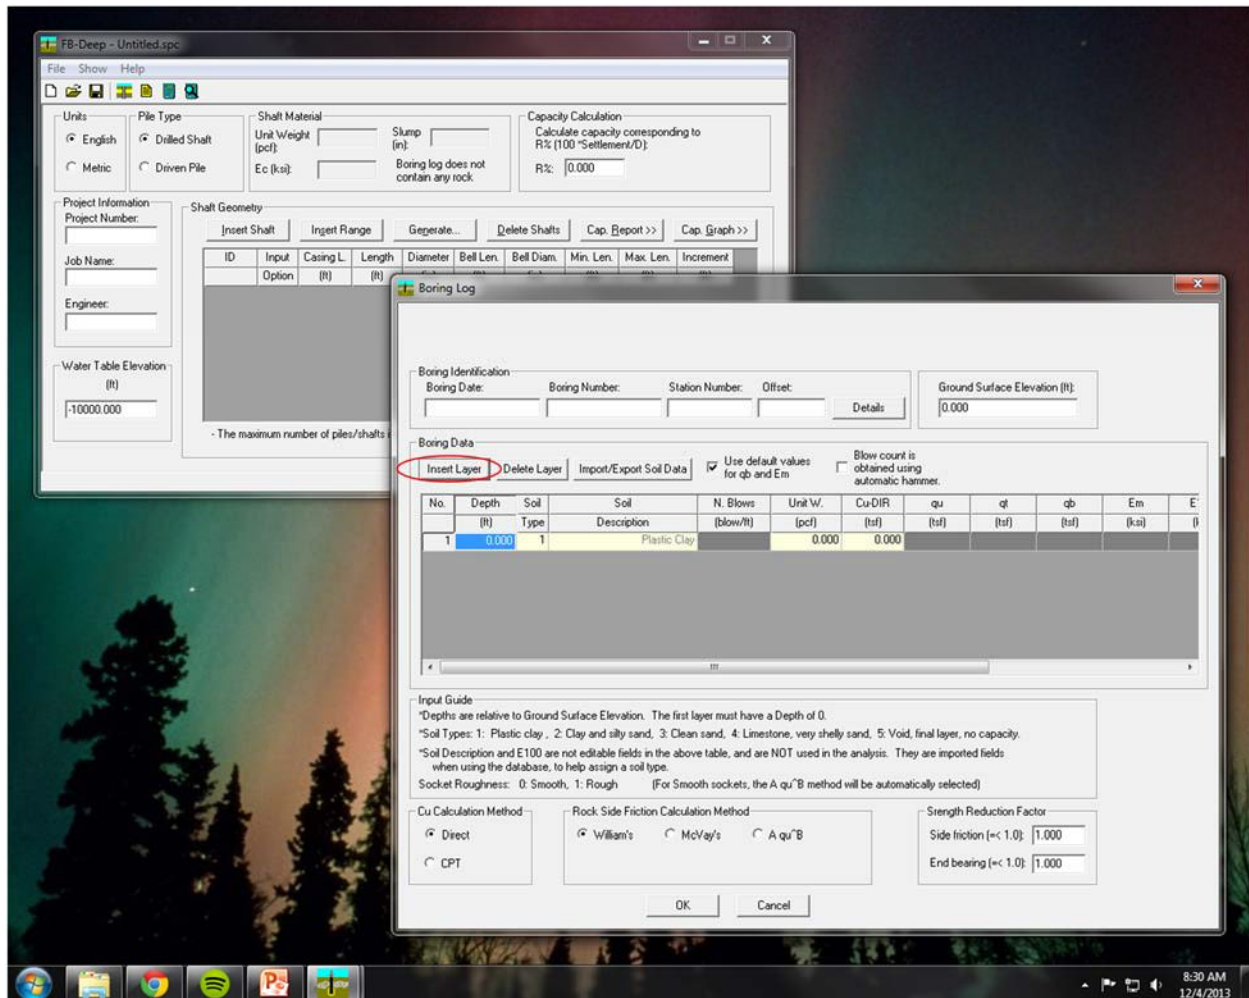 FB-Deep - Untitled.spc
File Show Help
Units
English
Metric
Pile Type
Drilled Shaft
Driven Pile
Shaft Material
Unit Weight (pcf):
Slump (in):
Ec (ksi):
Boring log does not
contain any rock
Capacity Calculation
Calculate capacity corresponding to
R% (100 *Settlement/D):
R%: 0.000
Project Information
Project Number:
Job Name:
Engineer:
Water Table Elevation
(ft)
-10000.000
Shaft Geometry
Insert Shaft Insert Range Generate... Delete Shafts Cap. Report >> Cap. Graph >>
ID Input Casing L. Length Diameter Bell Len. Bell Diam. Min. Len. Max. Len. Increment
Option (ft) (ft)
- The maximum number of piles/shafts
Boring Log
Boring Identification
Boring Date: Boring Number: Station Number: Offset:
Details
Ground Surface Elevation (ft):
0.000
Boring Data
Insert Layer Delete Layer Import/Export Soil Data
Use default values
for qb and Em
Blow count is
obtained using
automatic hammer.
No. Depth Soil Soil N. Blows Unit W. Cu-DIR qu qt qb Em
(ft) Type Description (blow/ft) (pcf) (tsf) (tsf) (tsf) (tsf) (ksi)
1 0.000 1 Plastic Clay 0.000 0.000
Input Guide
*Depths are relative to Ground Surface Elevation. The first layer must have a Depth of 0.
*Soil Types: 1: Plastic clay , 2: Clay and silty sand, 3: Clean sand, 4: Limestone, very shelly sand, 5: Void, final layer, no capacity.
*Soil Description and E100 are not editable fields in the above table, and are NOT used in the analysis. They are imported fields
when using the database, to help assign a soil type.
Socket Roughness: 0: Smooth, 1: Rough (For Smooth sockets, the A qu^B method will be automatically selected)
Cu Calculation Method
Direct
CPT
Rock Side Friction Calculation Method
William's McVay's A qu^B
Srength Reduction Factor
Side friction (=< 1.0): 1.000
End bearing (=< 1.0): 1.000
OK Cancel
8:30 AM
12/4/2013